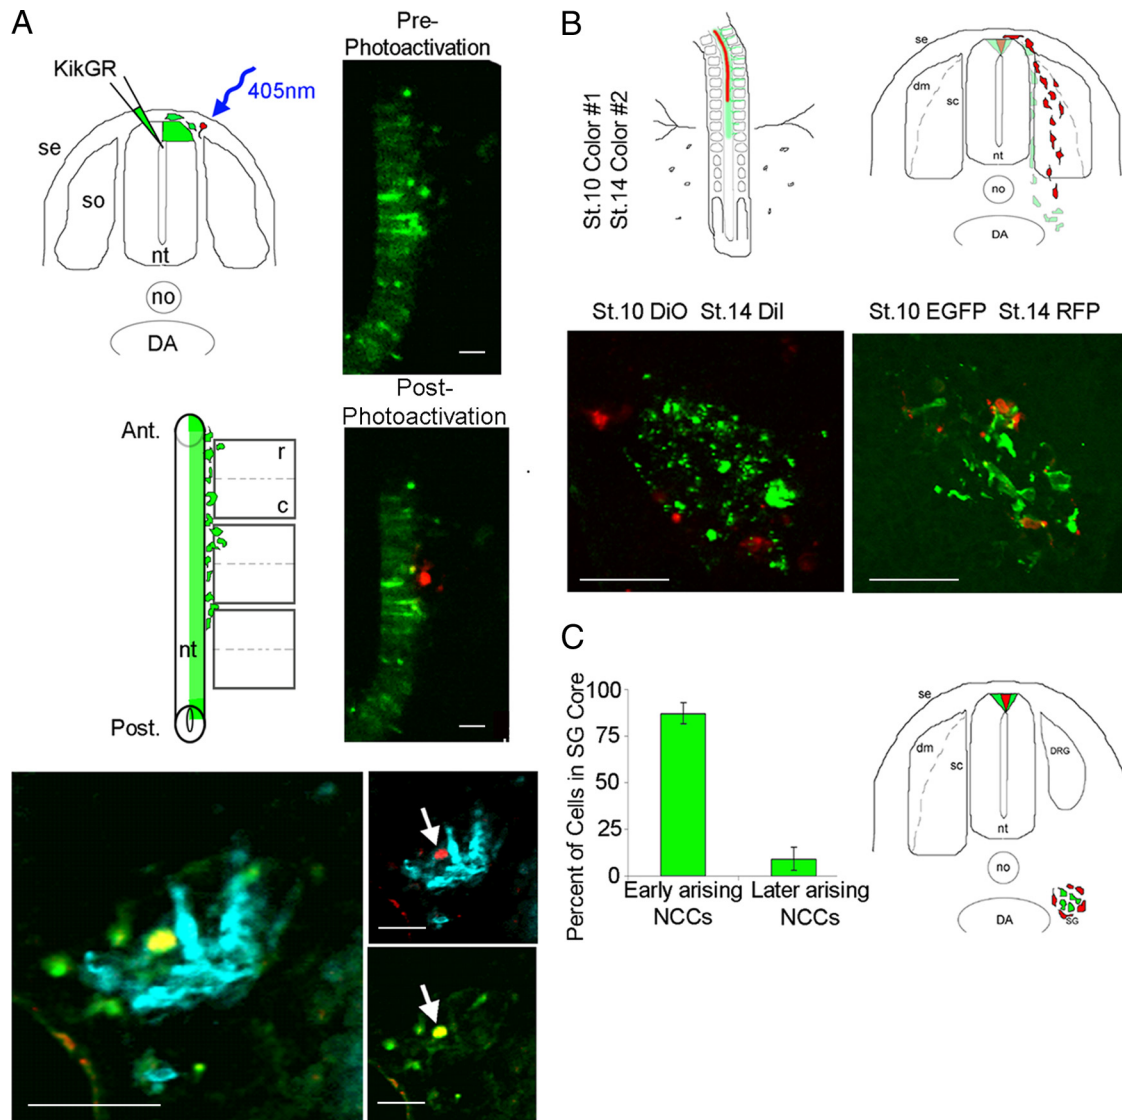 A
KikGR
405nm
se
so
nt
no
DA
Pre-
Photoactivation
Post-
Photoactivation
Ant.
r
c
nt
Post.
B
St.10 Color #1
St.14 Color #2
se
dm
sc
nt
no
DA
St.10 DiO St.14 DiI
St.10 EGFP St.14 RFP
C
Percent of Cells in SG Core
100
75
50
25
0
Early arising
NCCs
Later arising
NCCs
se
dm
sc
DRG
nt
no
DA
SG